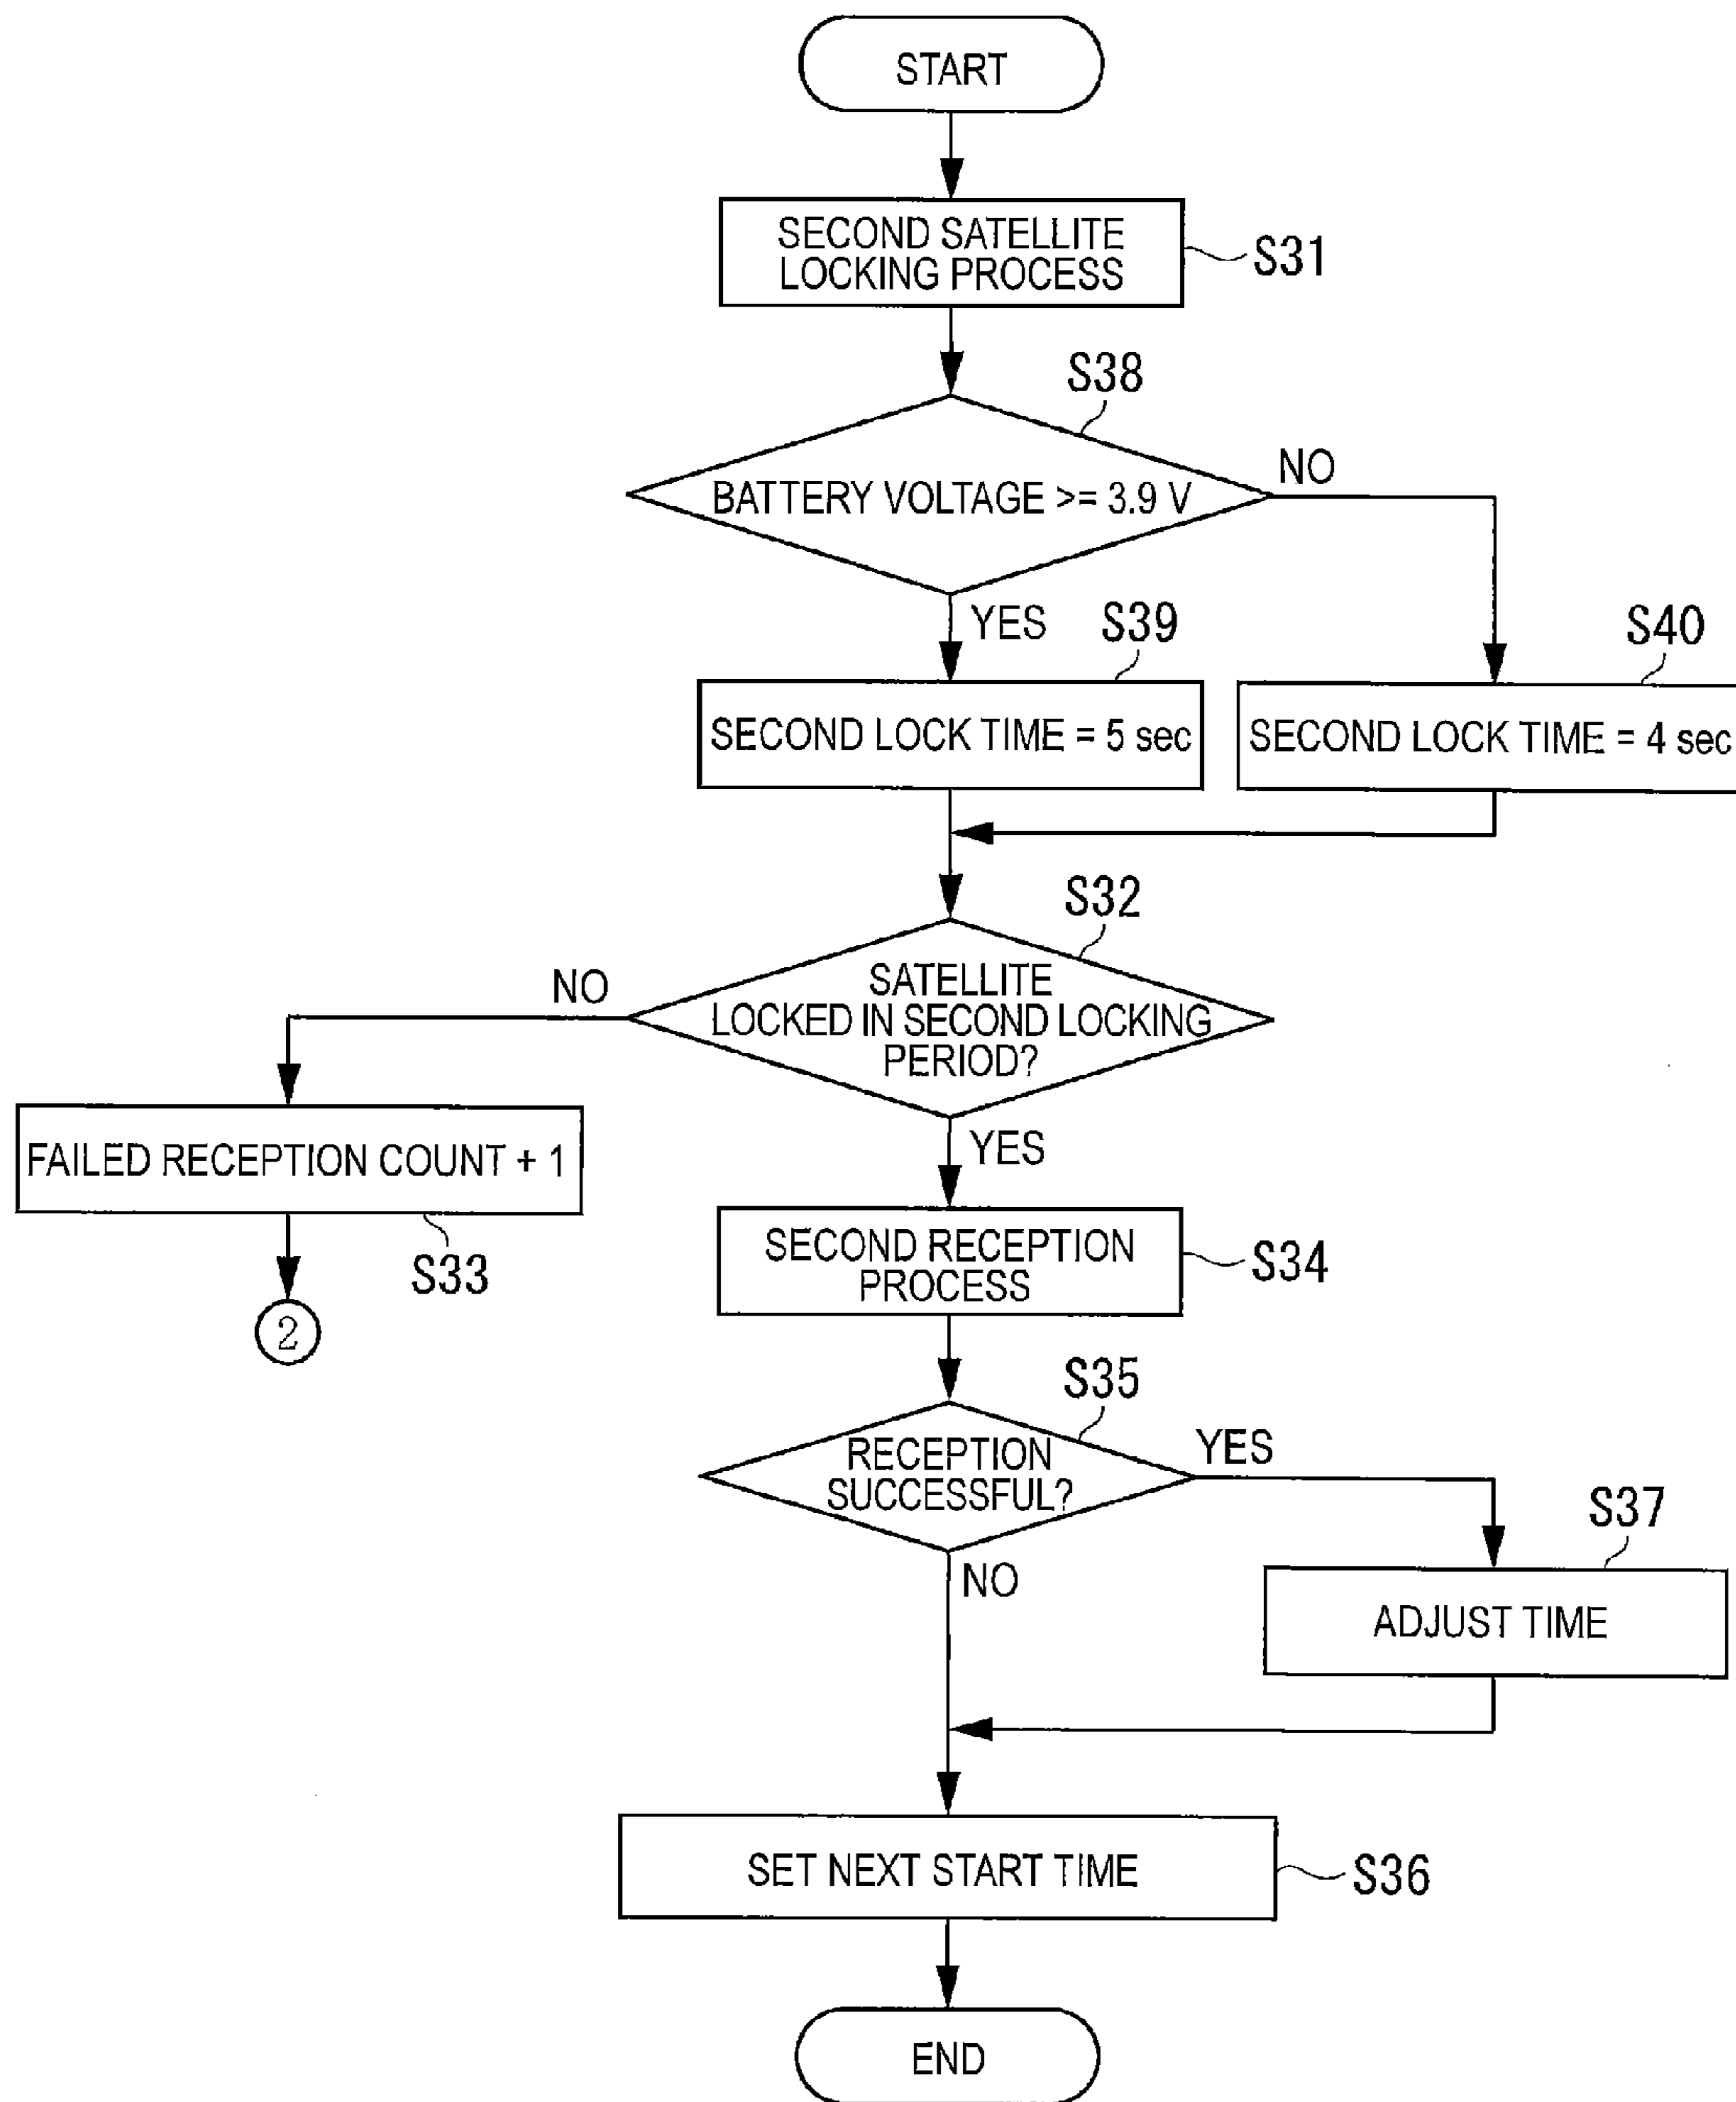 START
SECOND SATELLITE
LOCKING PROCESS
S31
S38
BATTERY VOLTAGE >= 3.9 V
NO
YES
S39
S40
SECOND LOCK TIME = 5 sec
SECOND LOCK TIME = 4 sec
S32
SATELLITE
LOCKED IN SECOND LOCKING
PERIOD?
NO
YES
FAILED RECEPTION COUNT + 1
S33
2
SECOND RECEPTION
PROCESS
S34
S35
RECEPTION
SUCCESSFUL?
YES
NO
S37
ADJUST TIME
SET NEXT START TIME
S36
END